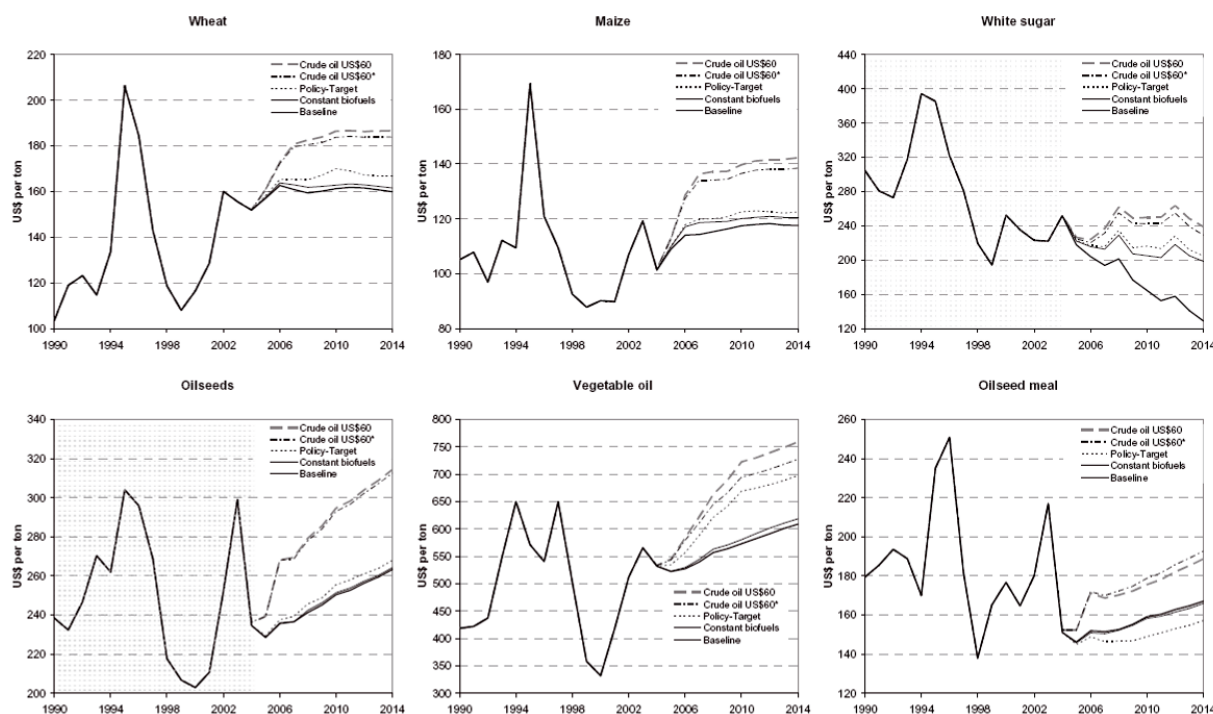 Wheat
US$ per ton
220
200
180
160
140
120
100
1990
1994
1998
2002
2006
2010
2014
Crude oil US$60
Crude oil US$60*
Policy-Target
Constant biofuels
Baseline
Maize
US$ per ton
180
160
140
120
100
80
1990
1994
1998
2002
2006
2010
2014
Crude oil US$60
Crude oil US$60*
Policy-Target
Constant biofuels
Baseline
White sugar
US$ per ton
440
400
360
320
280
240
200
160
120
1990
1994
1998
2002
2006
2010
2014
Crude oil US$60
Crude oil US$60*
Policy-Target
Constant biofuels
Baseline
Oilseeds
US$ per ton
340
320
300
280
260
240
220
200
1990
1994
1998
2002
2006
2010
2014
Crude oil US$60
Crude oil US$60*
Policy-Target
Constant biofuels
Baseline
Vegetable oil
US$ per ton
800
750
700
650
600
550
500
450
400
350
300
1990
1994
1998
2002
2006
2010
2014
Crude oil US$60
Crude oil US$60*
Policy-Target
Constant biofuels
Baseline
Oilseed meal
US$ per ton
260
240
220
200
180
160
140
120
1990
1994
1998
2002
2006
2010
2014
Crude oil US$60
Crude oil US$60*
Policy-Target
Constant biofuels
Baseline